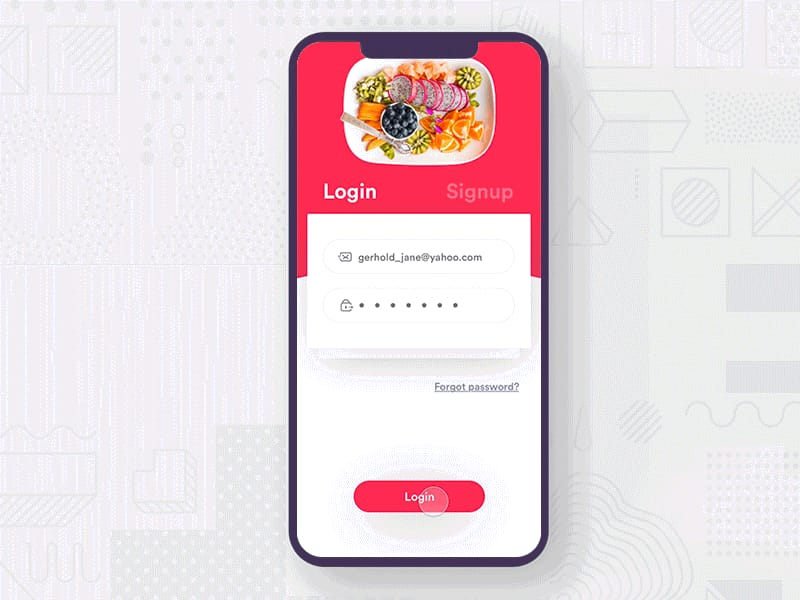 Login Signup
gerhold_jane@yahoo.com
Forgot password?
Login